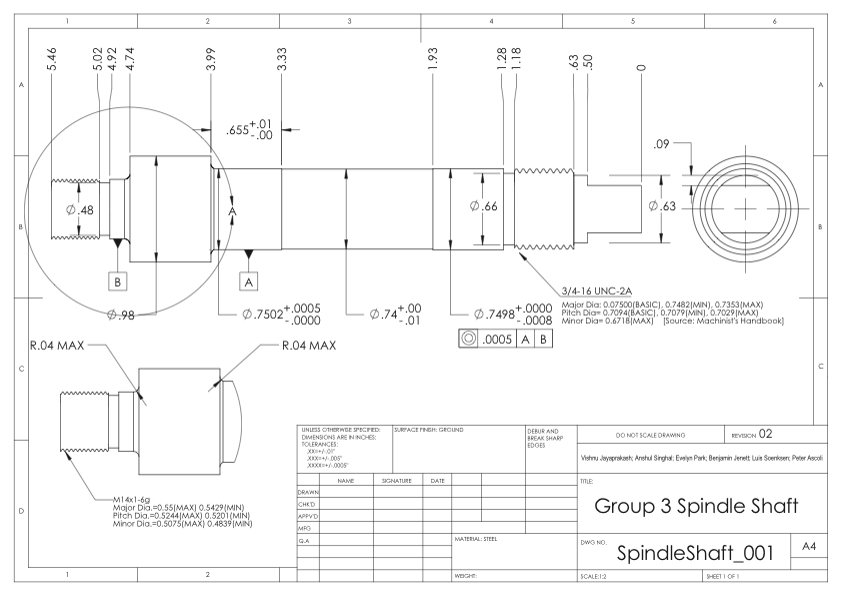 1 2 3 4 5 6
A A
B B
C C
D D
1 2
5.46
5.02
4.92
4.74
3.99
3.33
1.93
1.28
1.18
.63
.50
0
.655 +.01 -.00
.09
Ø.48
A
Ø.66
Ø.63
B
A
Ø.98
Ø.7502 +.0005 -.0000
Ø.74 +.00 -.01
Ø.7498 +.0000 -.0008
◎ .0005 A B
3/4-16 UNC-2A
Major Dia: 0.07500(BASIC), 0.7482(MIN), 0.7353(MAX)
Pitch Dia= 0.7094(BASIC), 0.7079(MIN), 0.7029(MAX)
Minor Dia= 0.6718(MAX) [Source: Machinist's Handbook]
R.04 MAX
R.04 MAX
M14x1-6g
Major Dia.=0.55(MAX) 0.5429(MIN)
Pitch Dia.=0.5244(MAX) 0.5201(MIN)
Minor Dia.=0.5075(MAX) 0.4839(MIN)
UNLESS OTHERWISE SPECIFIED:
DIMENSIONS ARE IN INCHES:
TOLERANCES:
.XX=+/-.01"
.XXX=+/-.005"
.XXXX=+/-.0005"
SURFACE FINISH: GROUND
DEBUR AND
BREAK SHARP
EDGES
DO NOT SCALE DRAWING
REVISION 02
Vishnu Jayaprakash; Anshul Singhal; Evelyn Park; Benjamin Jenett; Luis Soenksen; Peter Ascoli
NAME SIGNATURE DATE
DRAWN
CHK'D
APPV'D
MFG
Q.A
MATERIAL: STEEL
WEIGHT:
TITLE:
Group 3 Spindle Shaft
DWG NO.
SpindleShaft_001
A4
SCALE:1:2
SHEET 1 OF 1